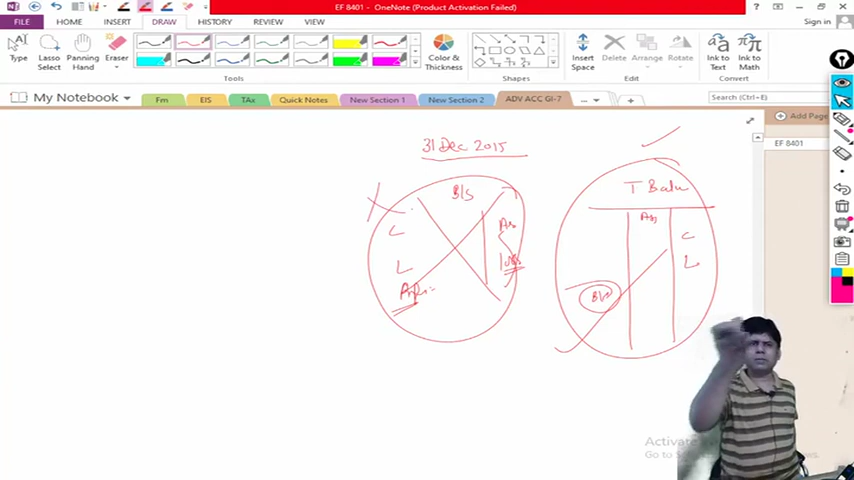 EF 8401 - OneNote (Product Activation Failed)
FILE HOME INSERT DRAW HISTORY REVIEW VIEW Sign in
Type Lasso Select Panning Hand Eraser Color & Thickness Insert Space Delete Arrange Rotate Ink to Text Ink to Math
Tools Shapes Edit Convert
My Notebook Fm EIS TAx Quick Notes New Section 1 New Section 2 ADV ACC GI-7 ... Search (Ctrl+E)
Add Page
EF 8401
31 Dec 2015
B/S
T
As
C
L
loss
T
As
C
L
Activate
Go to Se